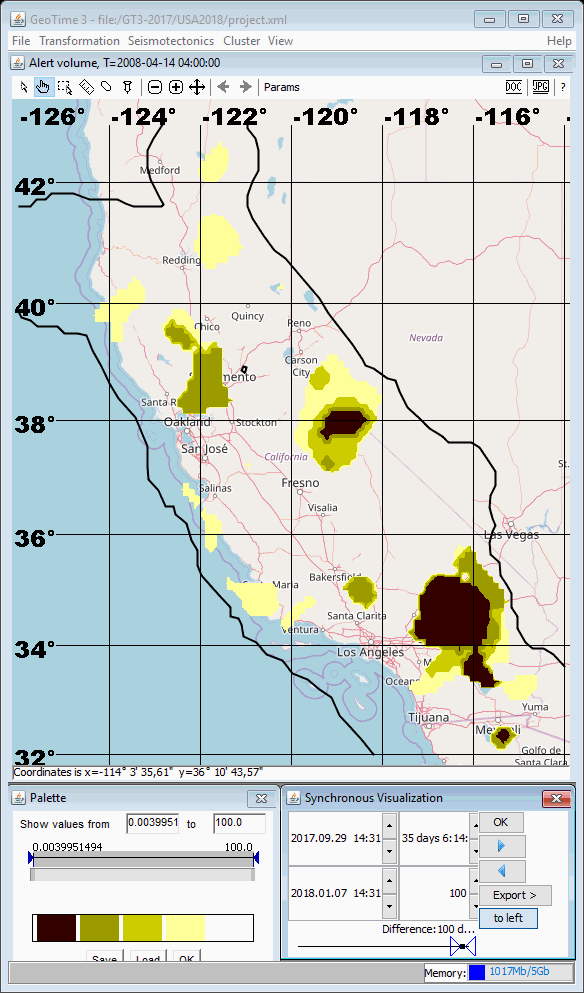 GeoTime 3 - file:/GT3-2017/USA2018/project.xml
File Transformation Seismotectonics Cluster View Help
Alert volume, T=2008-04-14 04:00:00
Params DOC JPG ?
-126° -124° -122° -120° -118° -116°
Medford
42°
Redding
40°
Quincy
Chico Reno
Nevada
Carson
City
mento
Santa R
38° Oakland Stockton
San José California
Fresno St.
Salinas
Visalia
36° Las Vegas
Bakersfield
Maria
Santa Clarita
Ventura
34° Los Angeles
M
Oceans
Yuma
Tijuana
Mexicali
Golfo de
32° Santa Clara
Coordinates is x=-114° 3' 35,61" y=36° 10' 43,57"
Palette
Show values from 0.0039951 to 100.0
0.0039951494 100.0
Save Load OK
Synchronous Visualization
2017.09.29 14:31 35 days 6:14: OK
2018.01.07 14:31 100
Export >
to left
Difference:100 d...
Memory: 1017Mb/5Gb